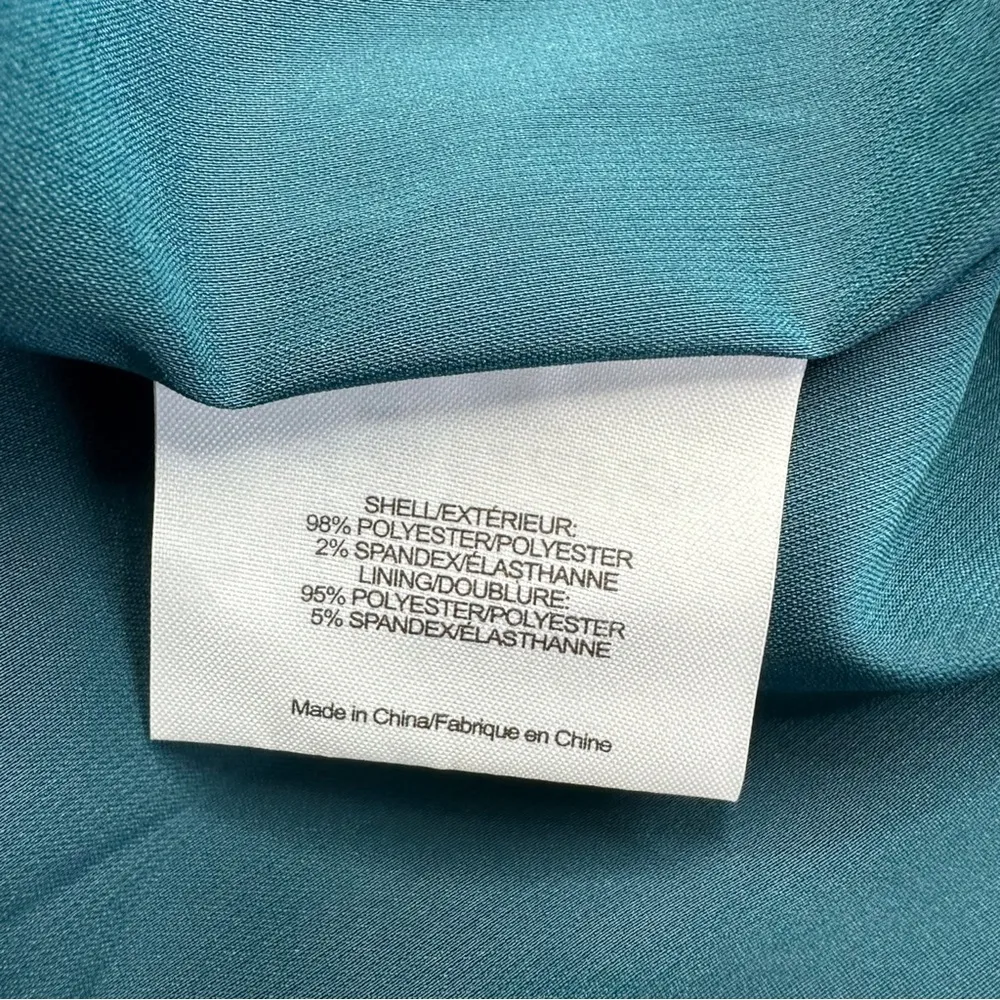 SHELL/EXTÉRIEUR:
98% POLYESTER/POLYESTER
2% SPANDEX/ÉLASTHANNE
LINING/DOUBLURE:
95% POLYESTER/POLYESTER
5% SPANDEX/ÉLASTHANNE
Made in China/Fabrique en Chine